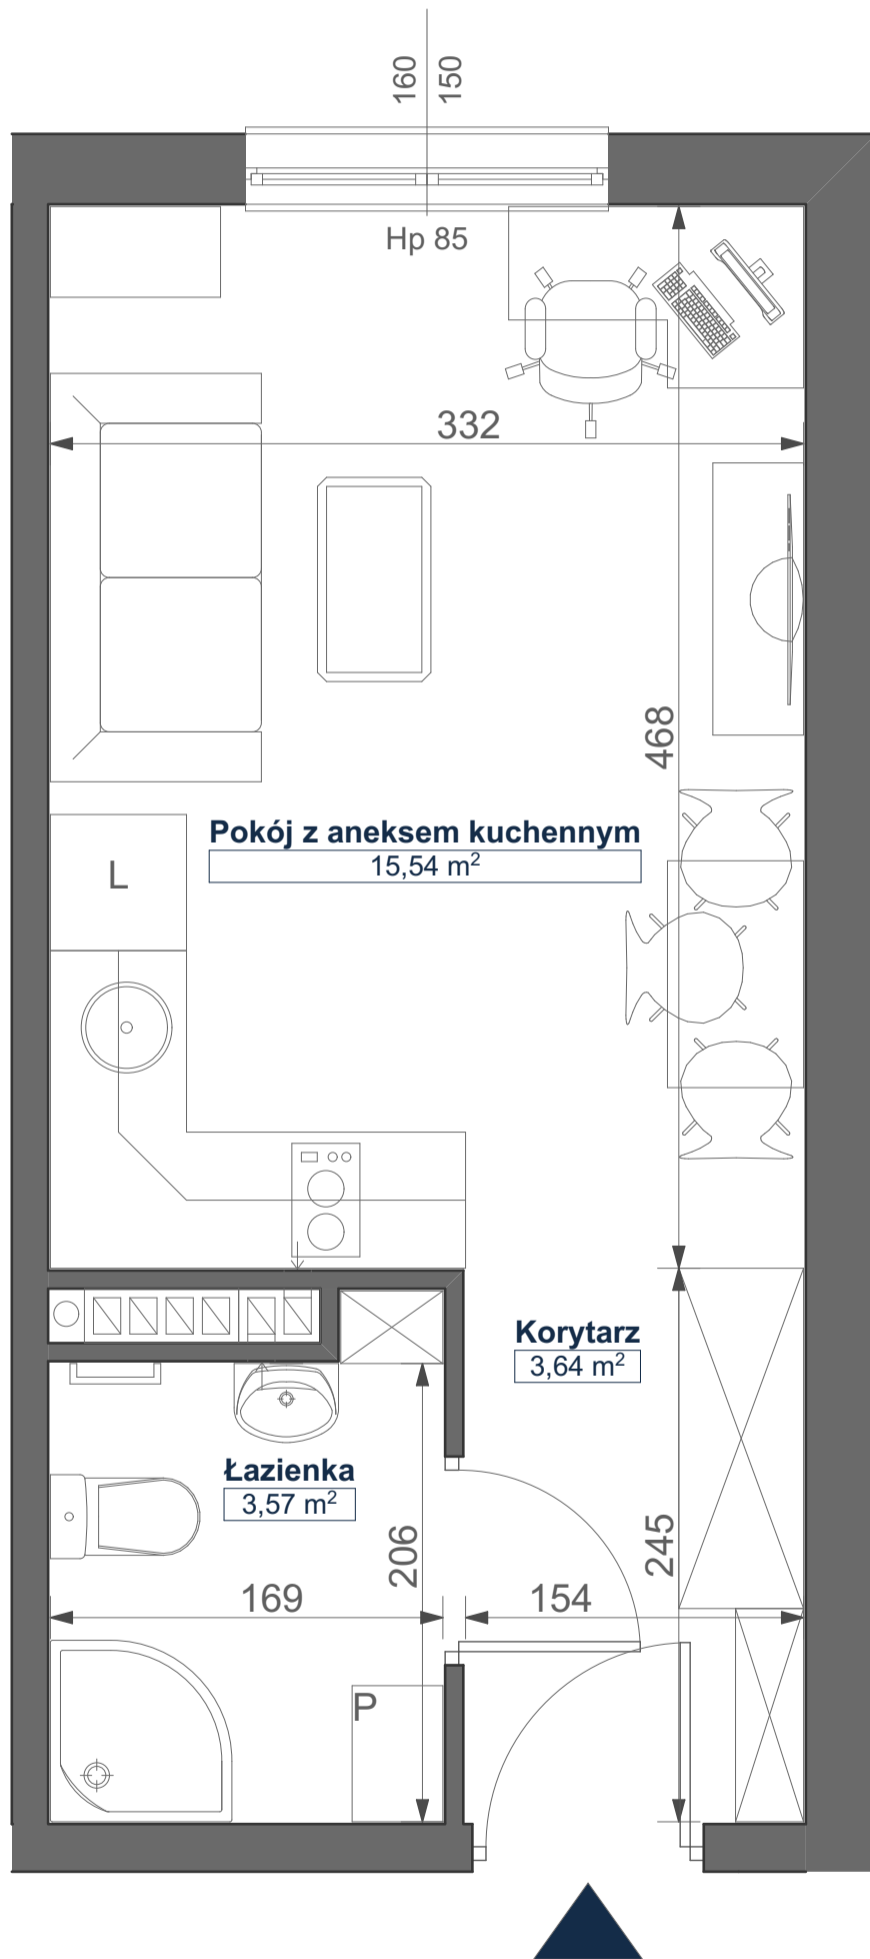 160
150
Hp 85
332
468
Pokój z aneksem kuchennym
15,54 m²
L
Korytarz
3,64 m²
Łazienka
3,57 m²
206
245
169
154
P